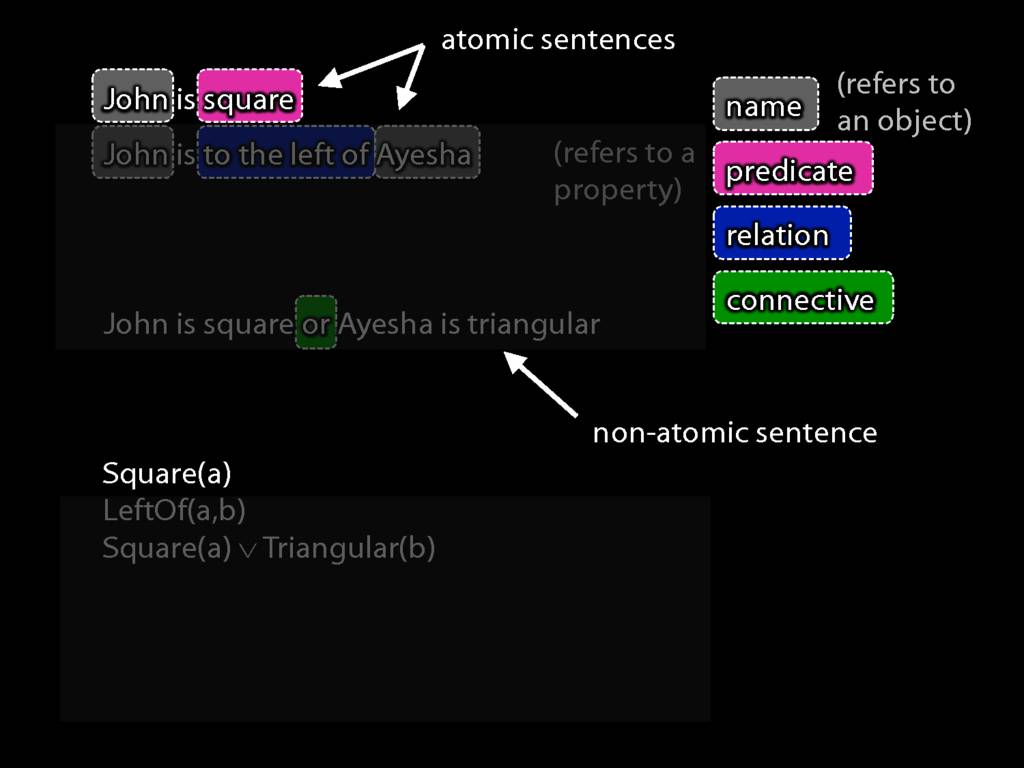 atomic sentences
John is square
John is to the left of Ayesha
(refers to a
property)
John is square or Ayesha is triangular
name
(refers to
an object)
predicate
relation
connective
non-atomic sentence
Square(a)
LeftOf(a,b)
Square(a) ∨ Triangular(b)